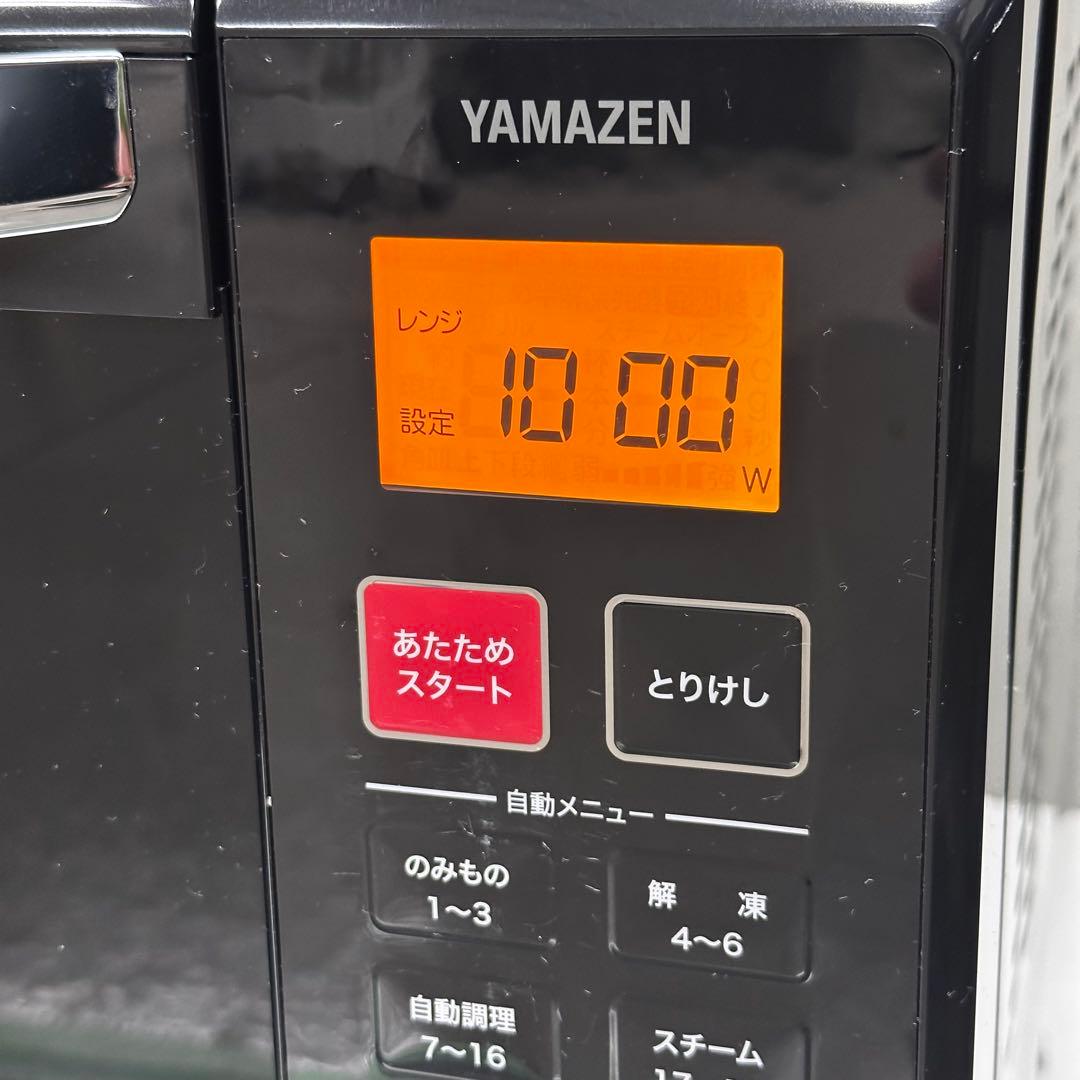 YAMAZEN
レンジ
設定 1000
W
あたため
スタート
とりけし
自動メニュー
のみもの
1～3
解 凍
4～6
自動調理
7～16
スチーム